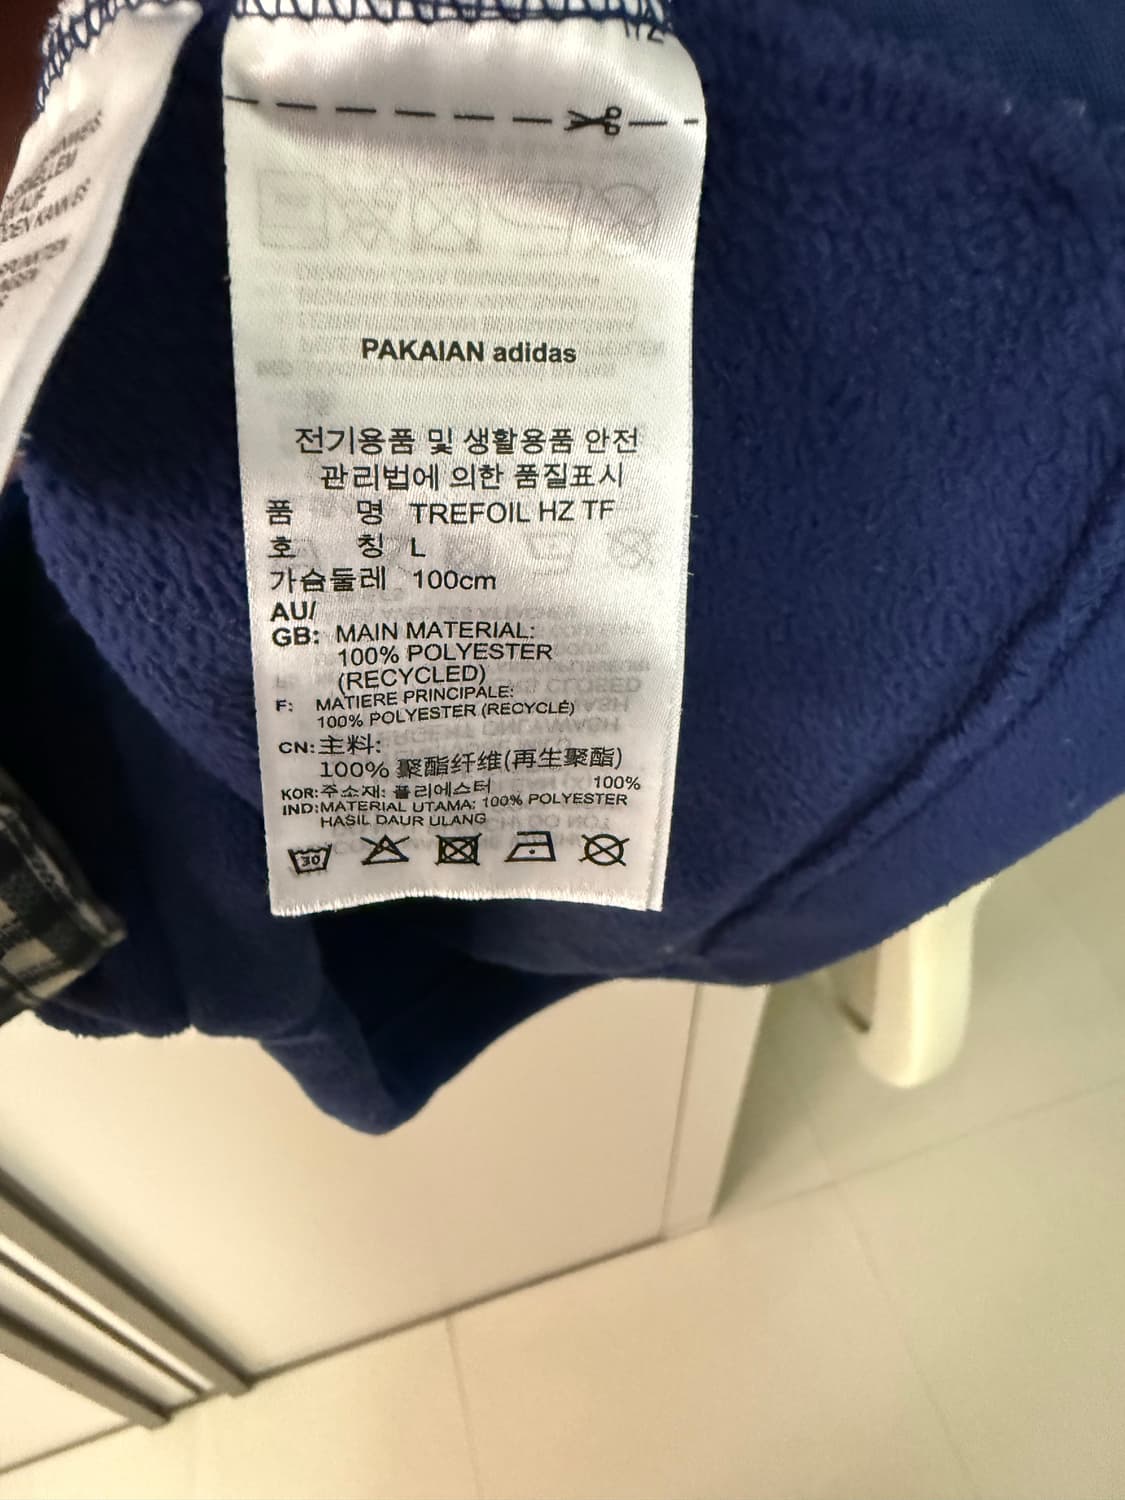 PAKAIAN adidas
전기용품 및 생활용품 안전
관리법에 의한 품질표시
품 명 TREFOIL HZ TF
호 칭 L
가슴둘레 100cm
AU/
GB: MAIN MATERIAL:
100% POLYESTER
(RECYCLED)
F: MATIERE PRINCIPALE:
100% POLYESTER (RECYCLÉ)
CN: 主料:
100% 聚酯纤维(再生聚酯)
KOR: 주소재: 폴리에스터 100%
IND: MATERIAL UTAMA: 100% POLYESTER
HASIL DAUR ULANG
30